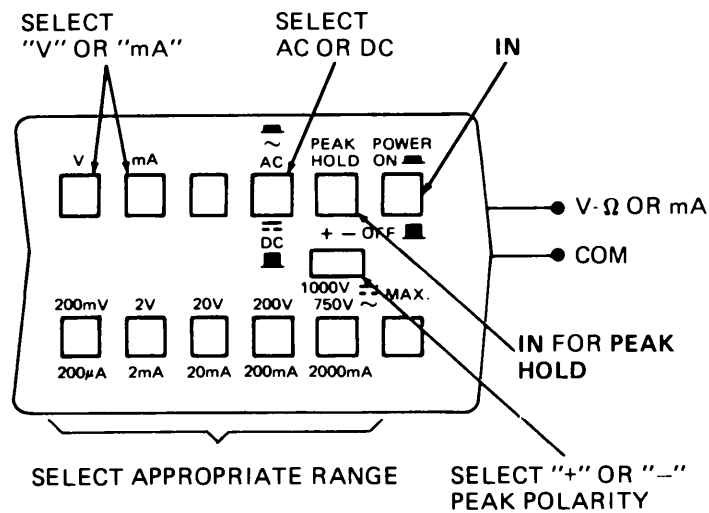 SELECT
"V" OR "mA"
SELECT
AC OR DC
IN
V
mA
~
AC
PEAK
HOLD
POWER
ON
DC
+ − OFF
V-Ω OR mA
COM
1000V
750V ~ MAX.
200mV
2V
20V
200V
200μA
2mA
20mA
200mA
2000mA
IN FOR PEAK
HOLD
SELECT APPROPRIATE RANGE
SELECT "+" OR "−"
PEAK POLARITY